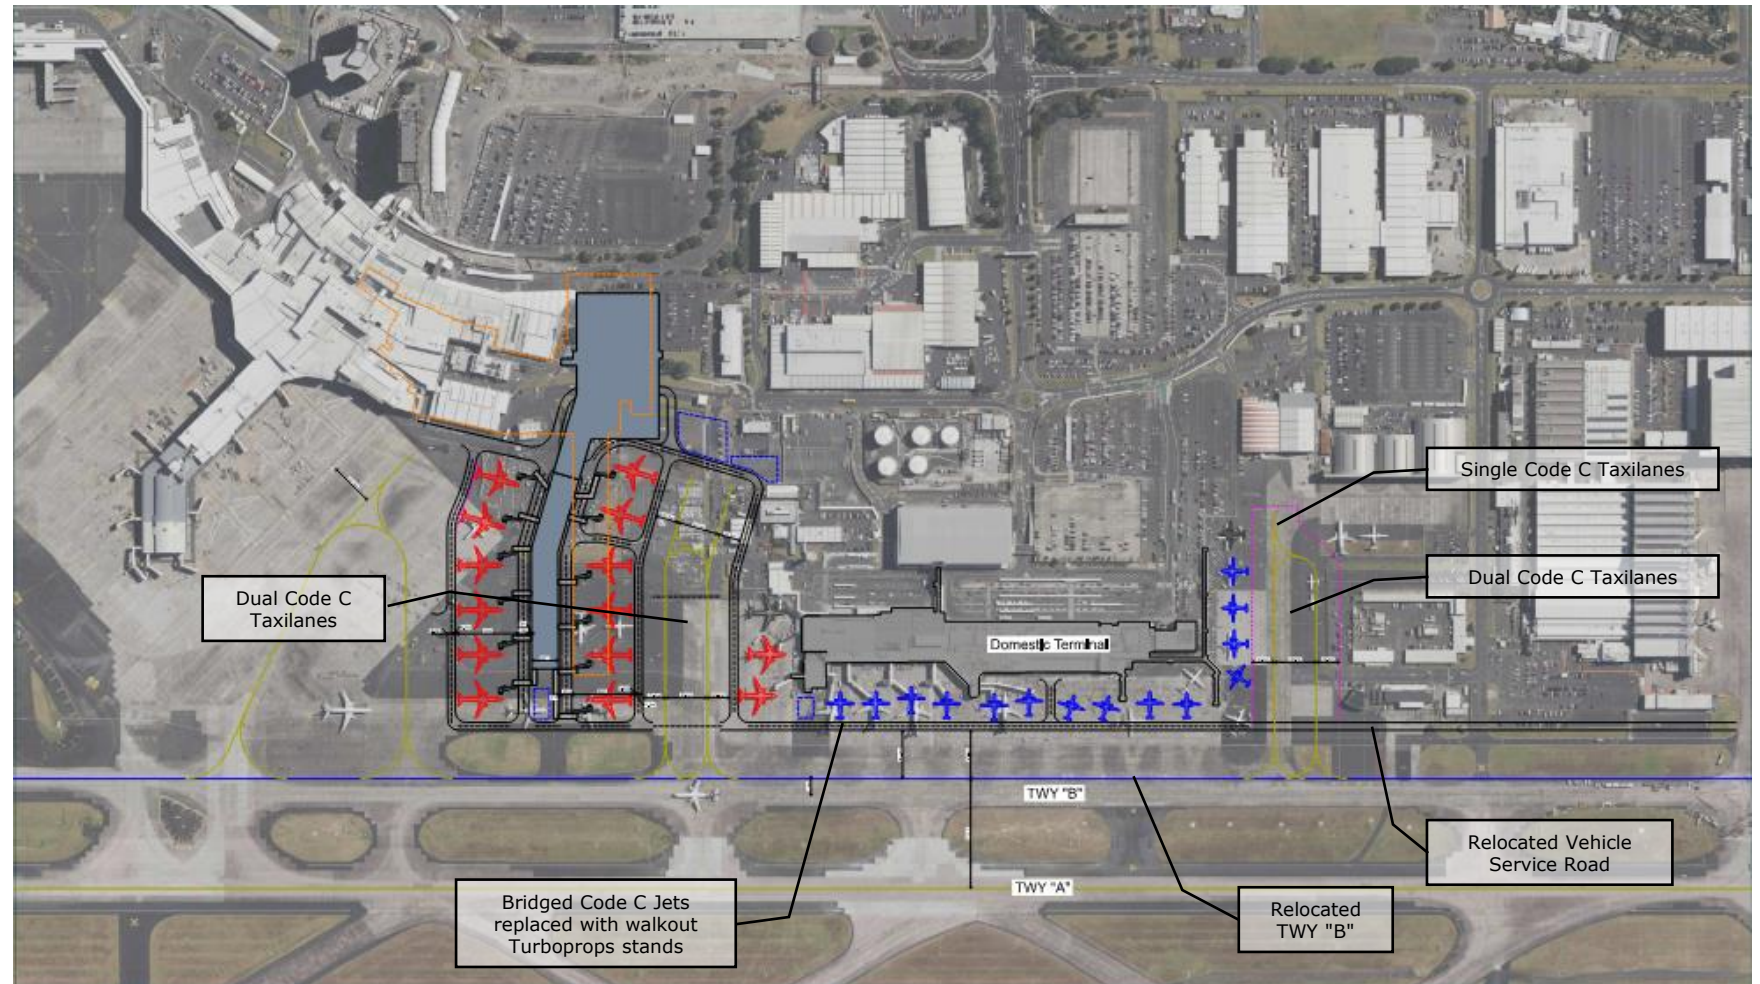 Single Code C Taxilanes
Dual Code C Taxilanes
Dual Code C
Taxilanes
Domestic Terminal
TWY "B"
Relocated Vehicle
Service Road
TWY "A"
Bridged Code C Jets
replaced with walkout
Turboprops stands
Relocated
TWY "B"